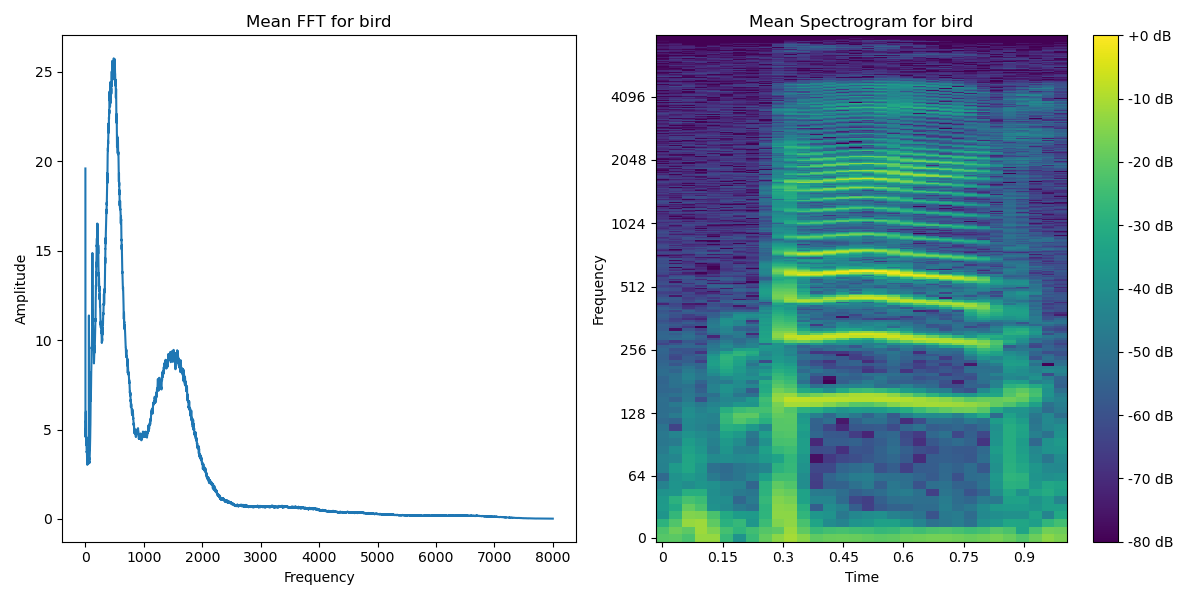 Mean FFT for bird
Amplitude
25
20
15
10
5
0
0 1000 2000 3000 4000 5000 6000 7000 8000
Frequency
Mean Spectrogram for bird
Frequency
4096
2048
1024
512
256
128
64
0
0 0.15 0.3 0.45 0.6 0.75 0.9
Time
+0 dB
-10 dB
-20 dB
-30 dB
-40 dB
-50 dB
-60 dB
-70 dB
-80 dB